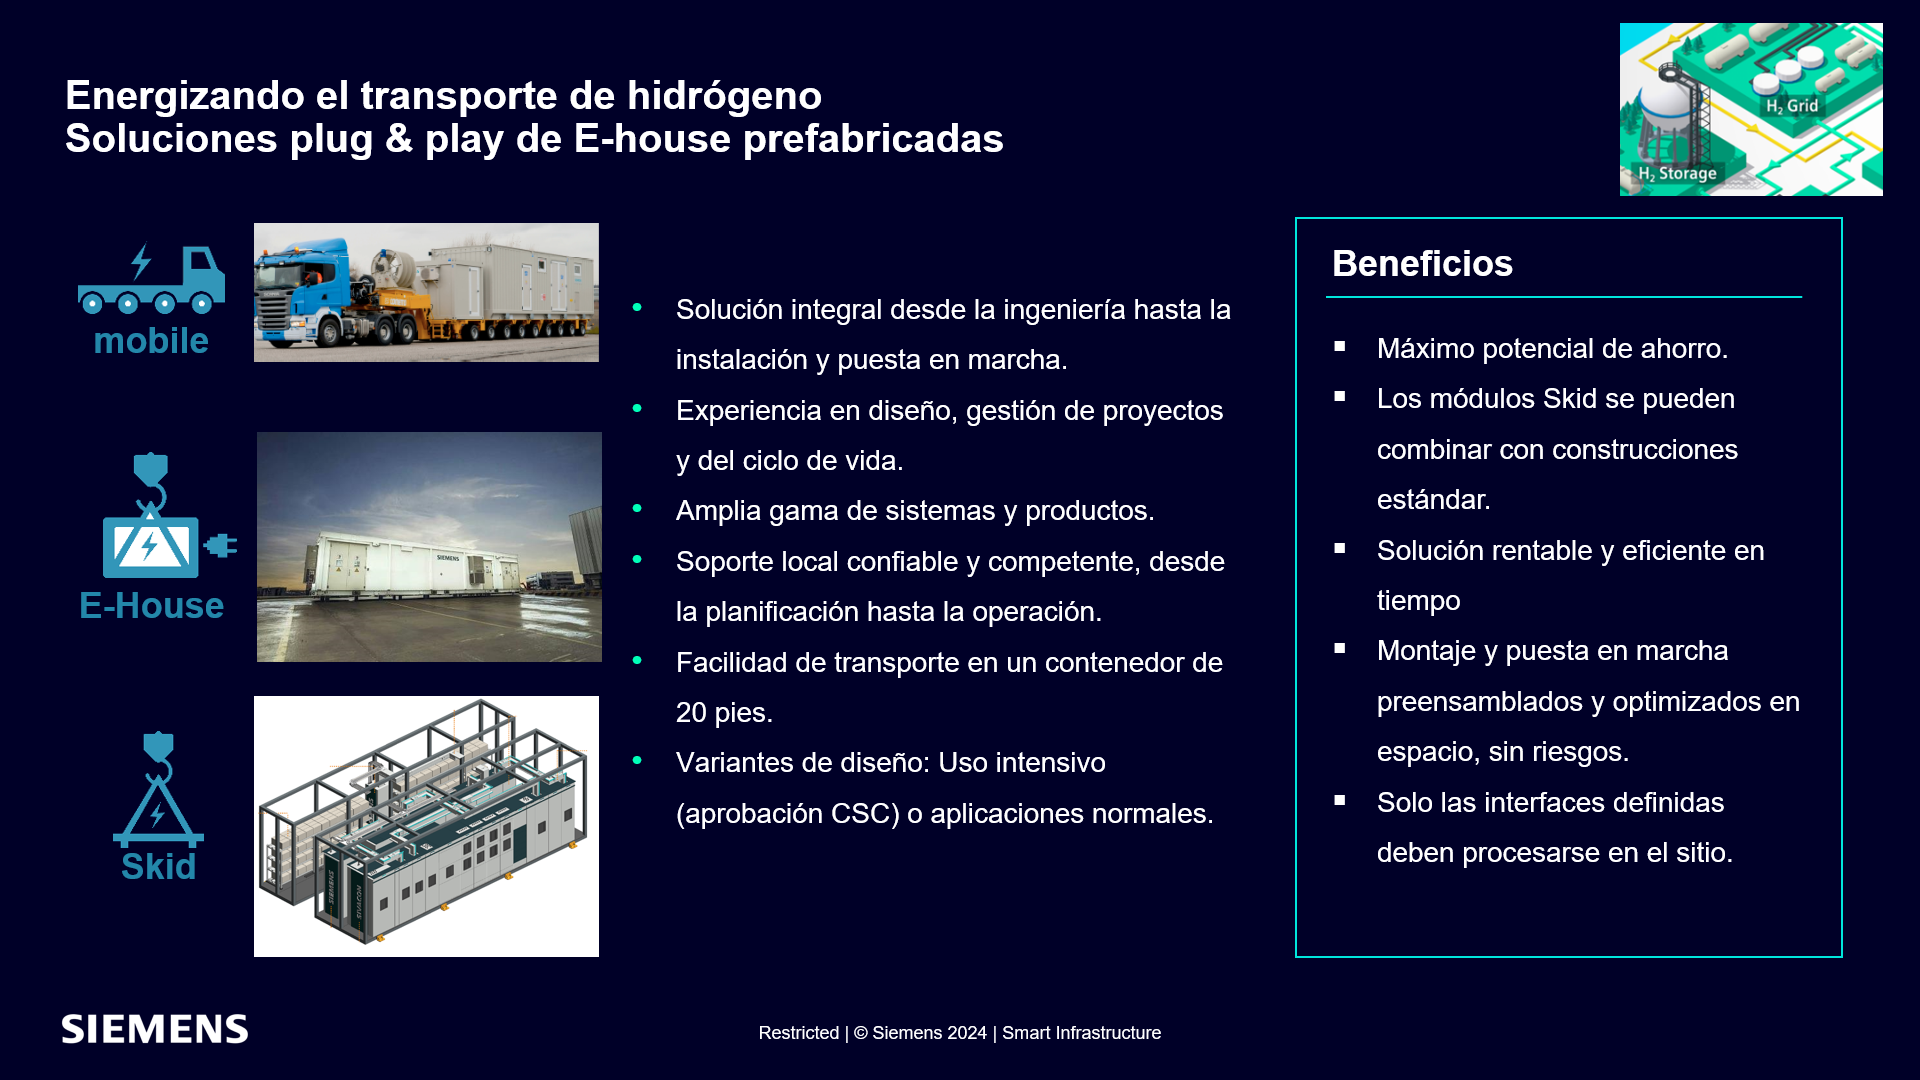 Energizando el transporte de hidrógeno
Soluciones plug & play de E-house prefabricadas
H₂ Grid
H₂ Storage
mobile
E-House
SIEMENS
Skid
SIEMENS
SIVACON
• Solución integral desde la ingeniería hasta la
instalación y puesta en marcha.
• Experiencia en diseño, gestión de proyectos
y del ciclo de vida.
• Amplia gama de sistemas y productos.
• Soporte local confiable y competente, desde
la planificación hasta la operación.
• Facilidad de transporte en un contenedor de
20 pies.
• Variantes de diseño: Uso intensivo
(aprobación CSC) o aplicaciones normales.
Beneficios
▪ Máximo potencial de ahorro.
▪ Los módulos Skid se pueden
combinar con construcciones
estándar.
▪ Solución rentable y eficiente en
tiempo
▪ Montaje y puesta en marcha
preensamblados y optimizados en
espacio, sin riesgos.
▪ Solo las interfaces definidas
deben procesarse en el sitio.
SIEMENS
Restricted | © Siemens 2024 | Smart Infrastructure